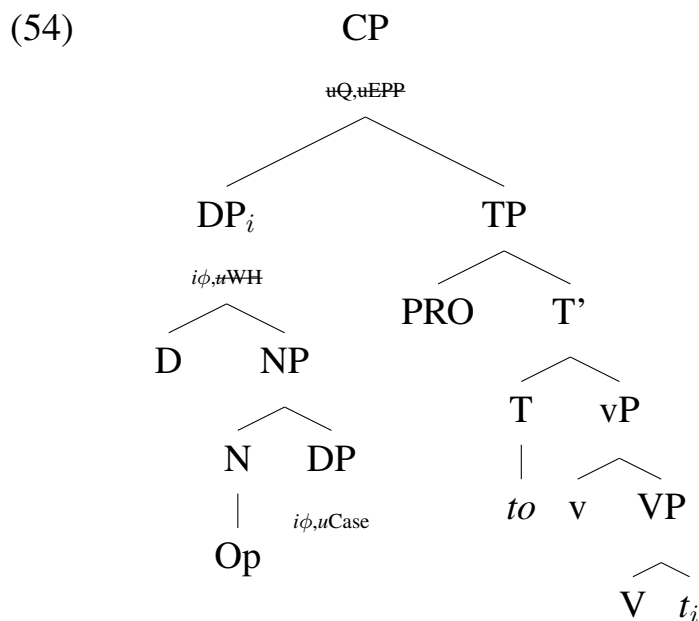 (54) CP
uQ,uEPP
DPi TP
iϕ,uWH
PRO T’
D NP
T vP
N DP
to v VP
iϕ,uCase
Op
V ti